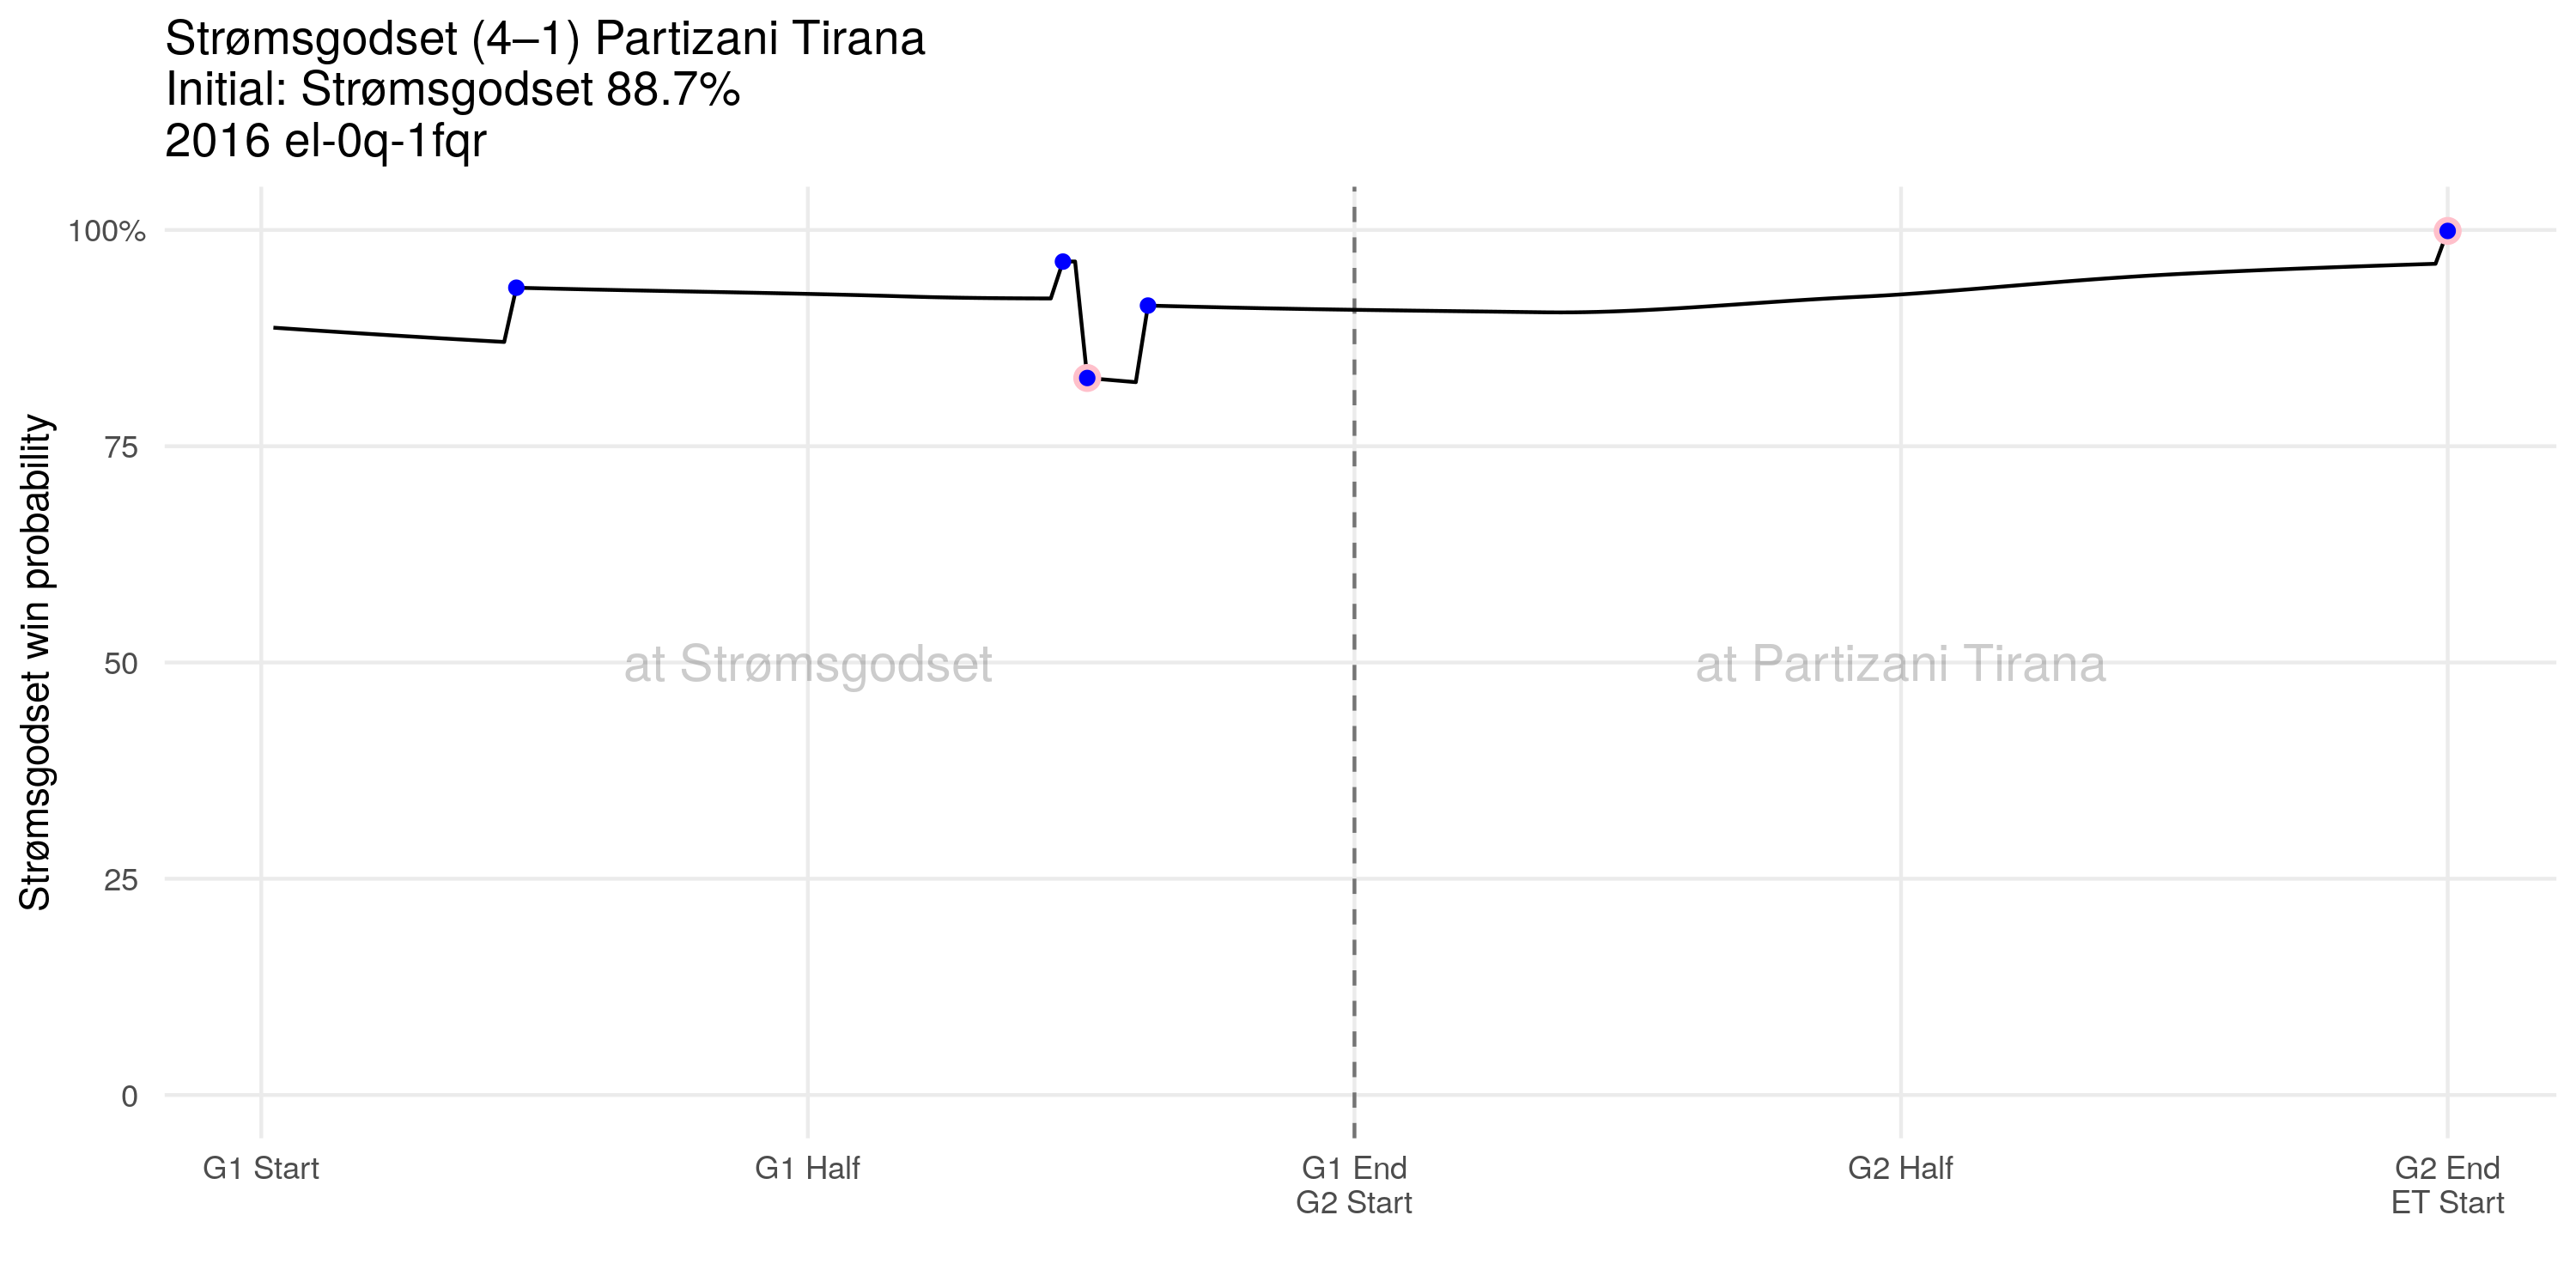 Strømsgodset (4–1) Partizani Tirana
Initial: Strømsgodset 88.7%
2016 el-0q-1fqr
Strømsgodset win probability
100%
75
50
25
0
at Strømsgodset
at Partizani Tirana
G1 Start
G1 Half
G1 End
G2 Start
G2 Half
G2 End
ET Start